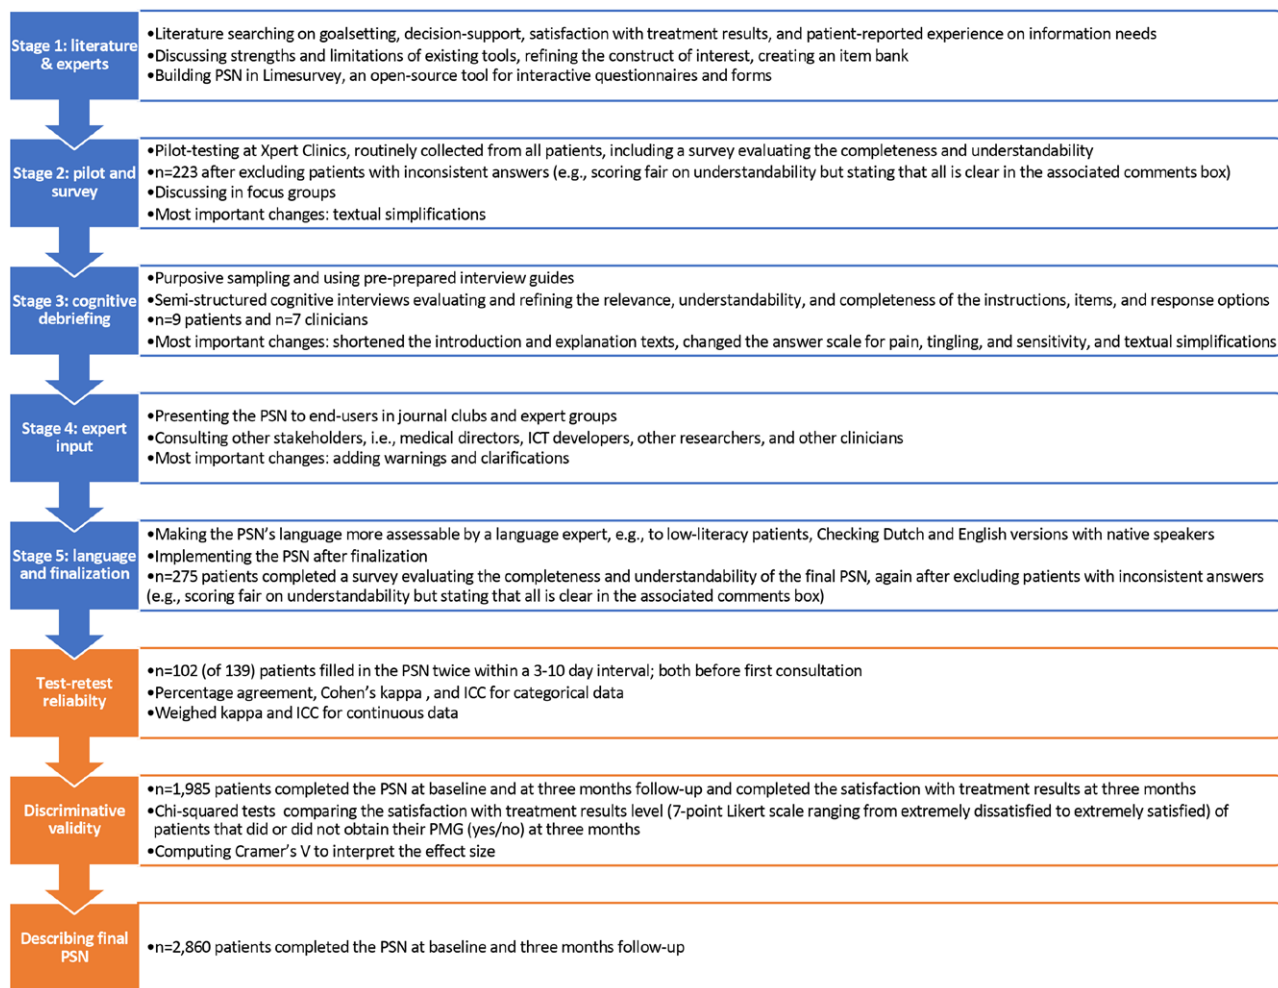 Stage 1: literature
& experts
•Literature searching on goalsetting, decision-support, satisfaction with treatment results, and patient-reported experience on information needs
•Discussing strengths and limitations of existing tools, refining the construct of interest, creating an item bank
•Building PSN in Limesurvey, an open-source tool for interactive questionnaires and forms
Stage 2: pilot and
survey
•Pilot-testing at Xpert Clinics, routinely collected from all patients, including a survey evaluating the completeness and understandability
•n=223 after excluding patients with inconsistent answers (e.g., scoring fair on understandability but stating that all is clear in the associated comments box)
•Discussing in focus groups
•Most important changes: textual simplifications
Stage 3: cognitive
debriefing
•Purposive sampling and using pre-prepared interview guides
•Semi-structured cognitive interviews evaluating and refining the relevance, understandability, and completeness of the instructions, items, and response options
•n=9 patients and n=7 clinicians
•Most important changes: shortened the introduction and explanation texts, changed the answer scale for pain, tingling, and sensitivity, and textual simplifications
Stage 4: expert
input
•Presenting the PSN to end-users in journal clubs and expert groups
•Consulting other stakeholders, i.e., medical directors, ICT developers, other researchers, and other clinicians
•Most important changes: adding warnings and clarifications
Stage 5: language
and finalization
•Making the PSN's language more assessable by a language expert, e.g., to low-literacy patients, Checking Dutch and English versions with native speakers
•Implementing the PSN after finalization
•n=275 patients completed a survey evaluating the completeness and understandability of the final PSN, again after excluding patients with inconsistent answers
(e.g., scoring fair on understandability but stating that all is clear in the associated comments box)
Test-retest
reliabilty
•n=102 (of 139) patients filled in the PSN twice within a 3-10 day interval; both before first consultation
•Percentage agreement, Cohen's kappa , and ICC for categorical data
•Weighed kappa and ICC for continuous data
Discriminative
validity
•n=1,985 patients completed the PSN at baseline and at three months follow-up and completed the satisfaction with treatment results at three months
•Chi-squared tests comparing the satisfaction with treatment results level (7-point Likert scale ranging from extremely dissatisfied to extremely satisfied) of
patients that did or did not obtain their PMG (yes/no) at three months
•Computing Cramer's V to interpret the effect size
Describing final
PSN
•n=2,860 patients completed the PSN at baseline and three months follow-up